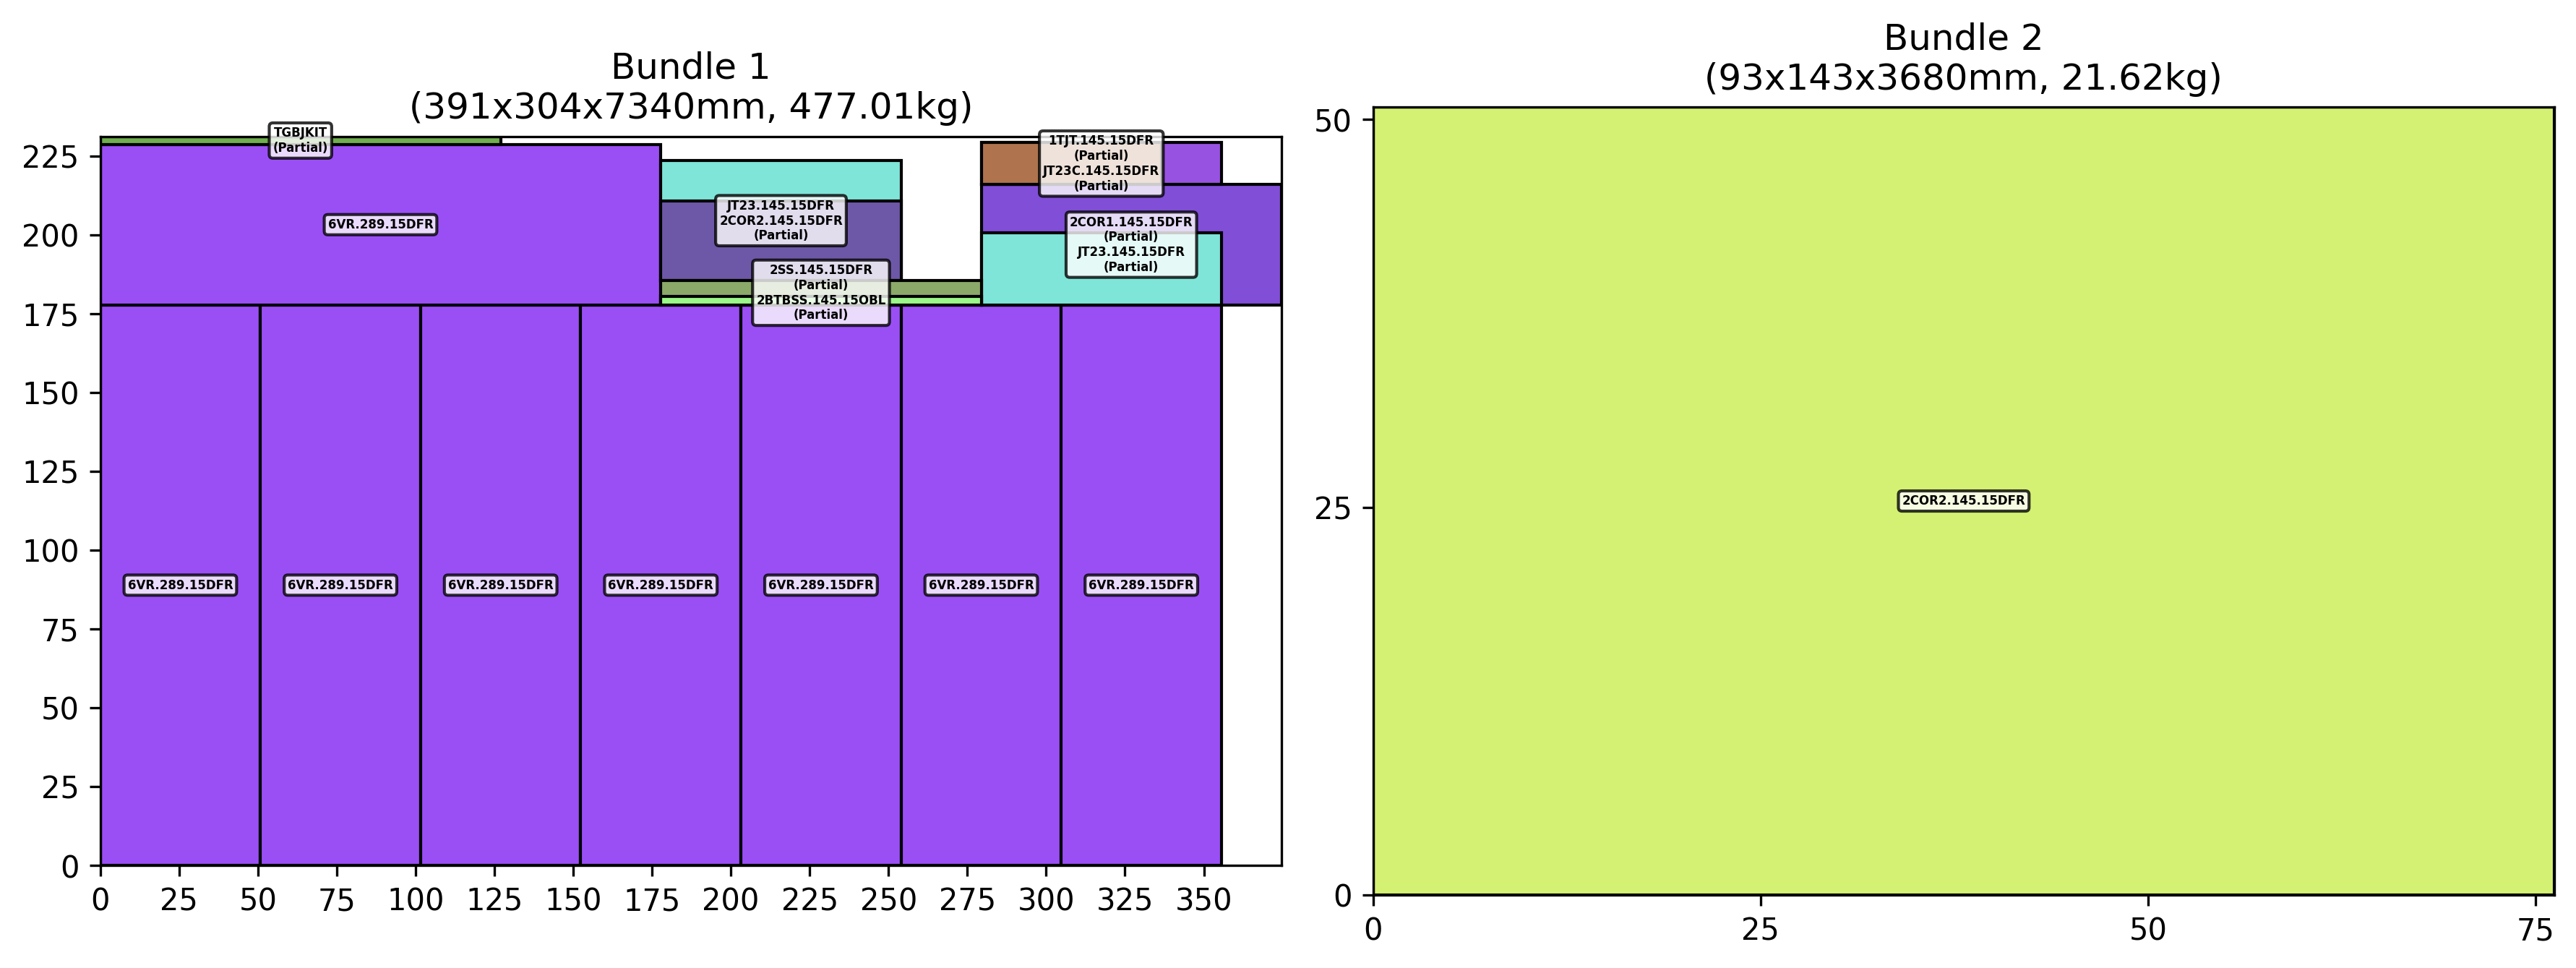 Bundle 1
(391x304x7340mm, 477.01kg)
225
200
175
150
125
100
75
50
25
0
TGBJKIT
(Partial)
6VR.289.15DFR
JT23.145.15DFR
2COR2.145.15DFR
(Partial)
2SS.145.15DFR
(Partial)
2BTBSS.145.15OBL
(Partial)
1TJT.145.15DFR
(Partial)
JT23C.145.15DFR
(Partial)
2COR1.145.15DFR
(Partial)
JT23.145.15DFR
(Partial)
6VR.289.15DFR 6VR.289.15DFR 6VR.289.15DFR 6VR.289.15DFR 6VR.289.15DFR 6VR.289.15DFR 6VR.289.15DFR
0 25 50 75 100 125 150 175 200 225 250 275 300 325 350
Bundle 2
(93x143x3680mm, 21.62kg)
50
25
0
2COR2.145.15DFR
0 25 50 75